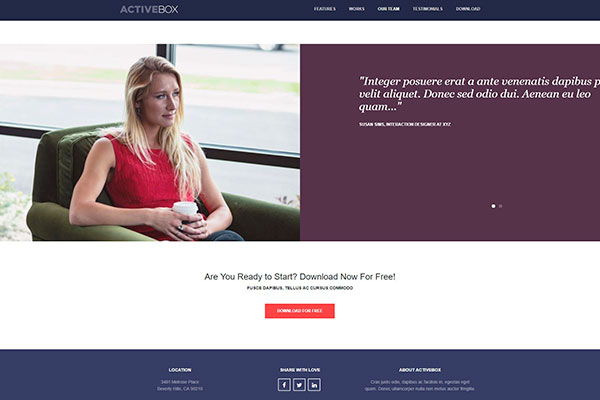 ACTIVEBOX
FEATURES WORKS OUR TEAM TESTIMONIALS DOWNLOAD
"Integer posuere erat a ante venenatis dapibus p
velit aliquet. Donec sed odio dui. Aenean eu leo
quam..."
SUSAN SIMS, INTERACTION DESIGNER AT XYZ
Are You Ready to Start? Download Now For Free!
FUSCE DAPIBUS, TELLUS AC CURSUS COMMODO
DOWNLOAD FOR FREE
LOCATION
3481 Melrose Place
Beverly Hills, CA 90210
SHARE WITH LOVE
f
in
ABOUT ACTIVEBOX
Cras justo odio, dapibus ac facilisis in, egestas eget
quam. Donec ullamcorper nulla non metus auctor fringilla